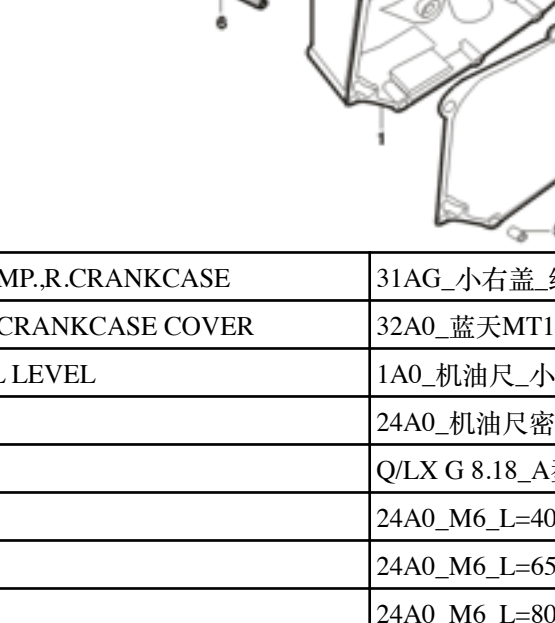 6
1
MP.,R.CRANKCASE 31AG_小右盖_
CRANKCASE COVER 32A0_蓝天MT1
LEVEL 1A0_机油尺_小
24A0_机油尺密
Q/LX G 8.18_A
24A0_M6_L=40
24A0_M6_L=65
24A0_M6_L=80